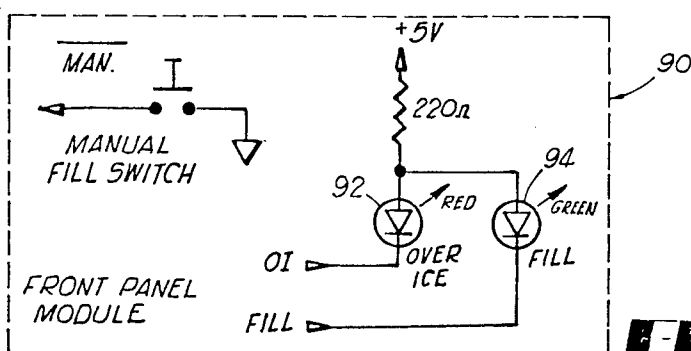 +5V
MAN.
90
220Ω
MANUAL
FILL SWITCH
92
RED
94
GREEN
OI
OVER
ICE
FILL
FRONT PANEL
MODULE
FILL